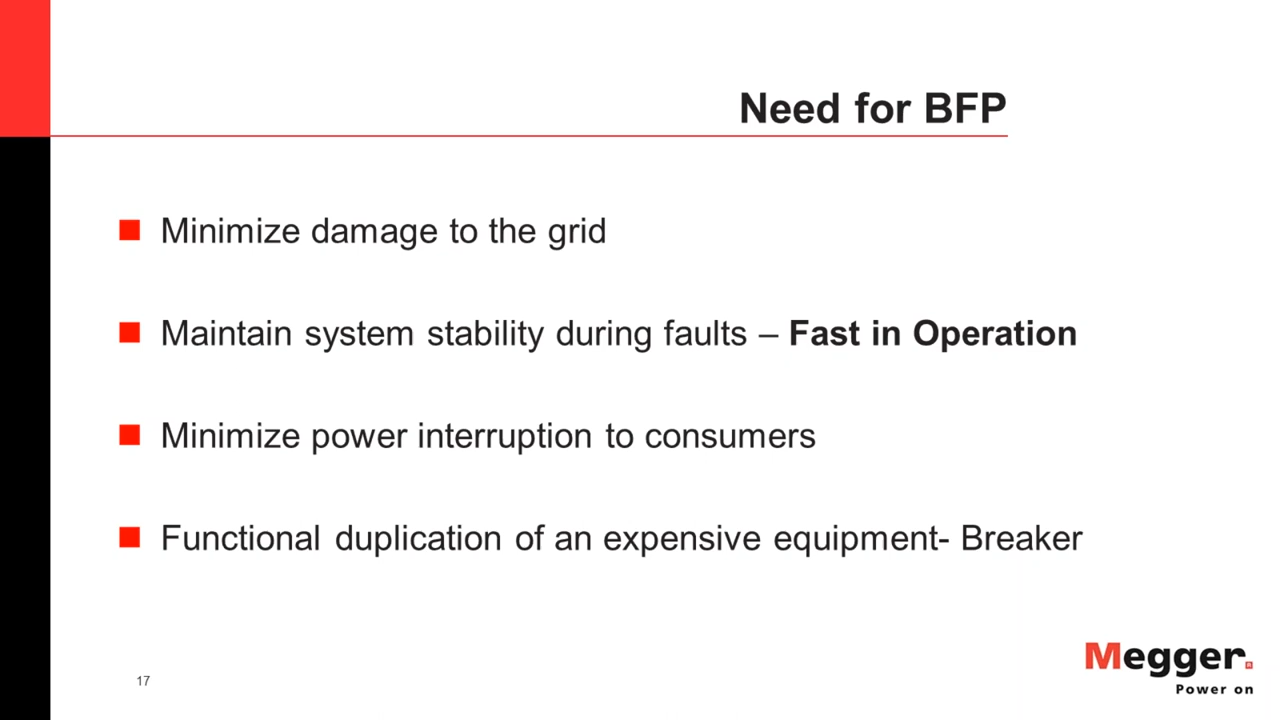 Need for BFP
Minimize damage to the grid
Maintain system stability during faults – Fast in Operation
Minimize power interruption to consumers
Functional duplication of an expensive equipment- Breaker
17
Megger
Power on